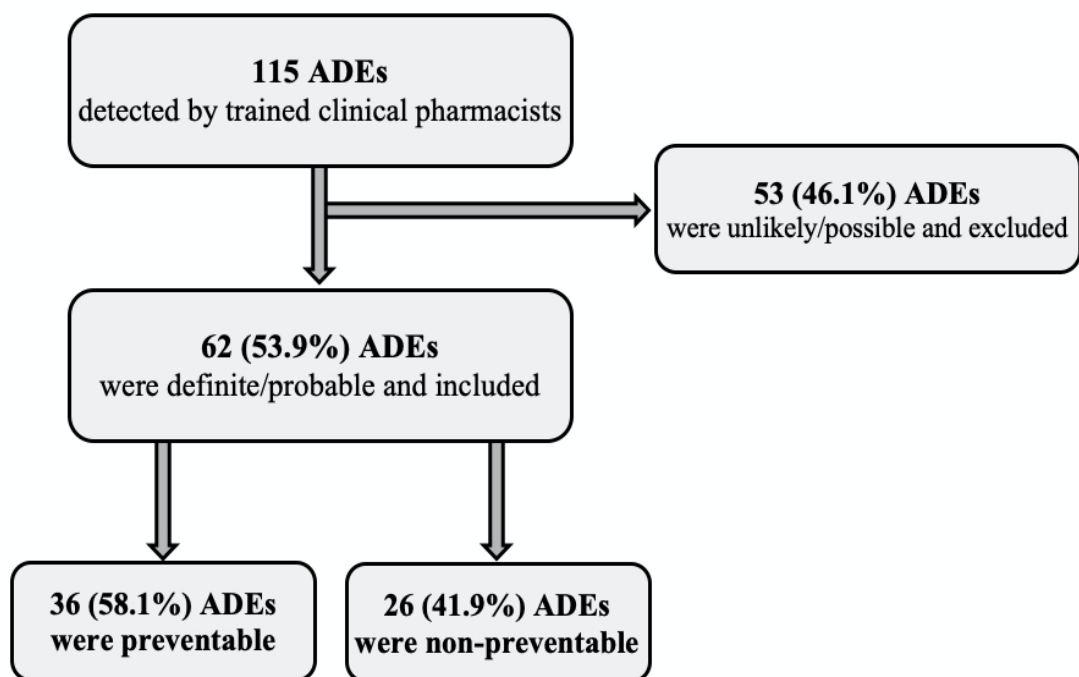 115 ADEs
detected by trained clinical pharmacists
53 (46.1%) ADEs
were unlikely/possible and excluded
62 (53.9%) ADEs
were definite/probable and included
36 (58.1%) ADEs
were preventable
26 (41.9%) ADEs
were non-preventable